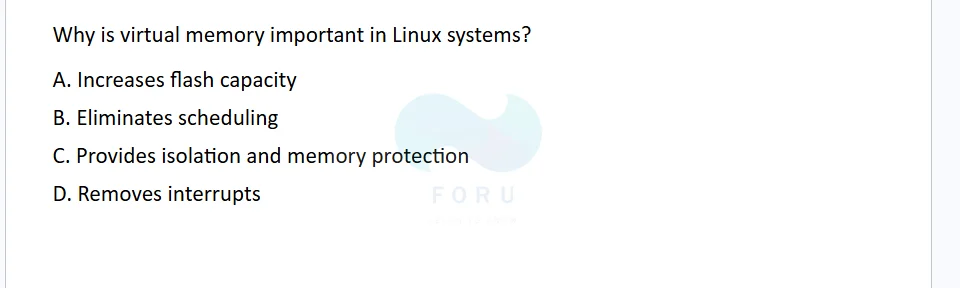 Why is virtual memory important in Linux systems?
A. Increases flash capacity
B. Eliminates scheduling
C. Provides isolation and memory protection
D. Removes interrupts
FORU